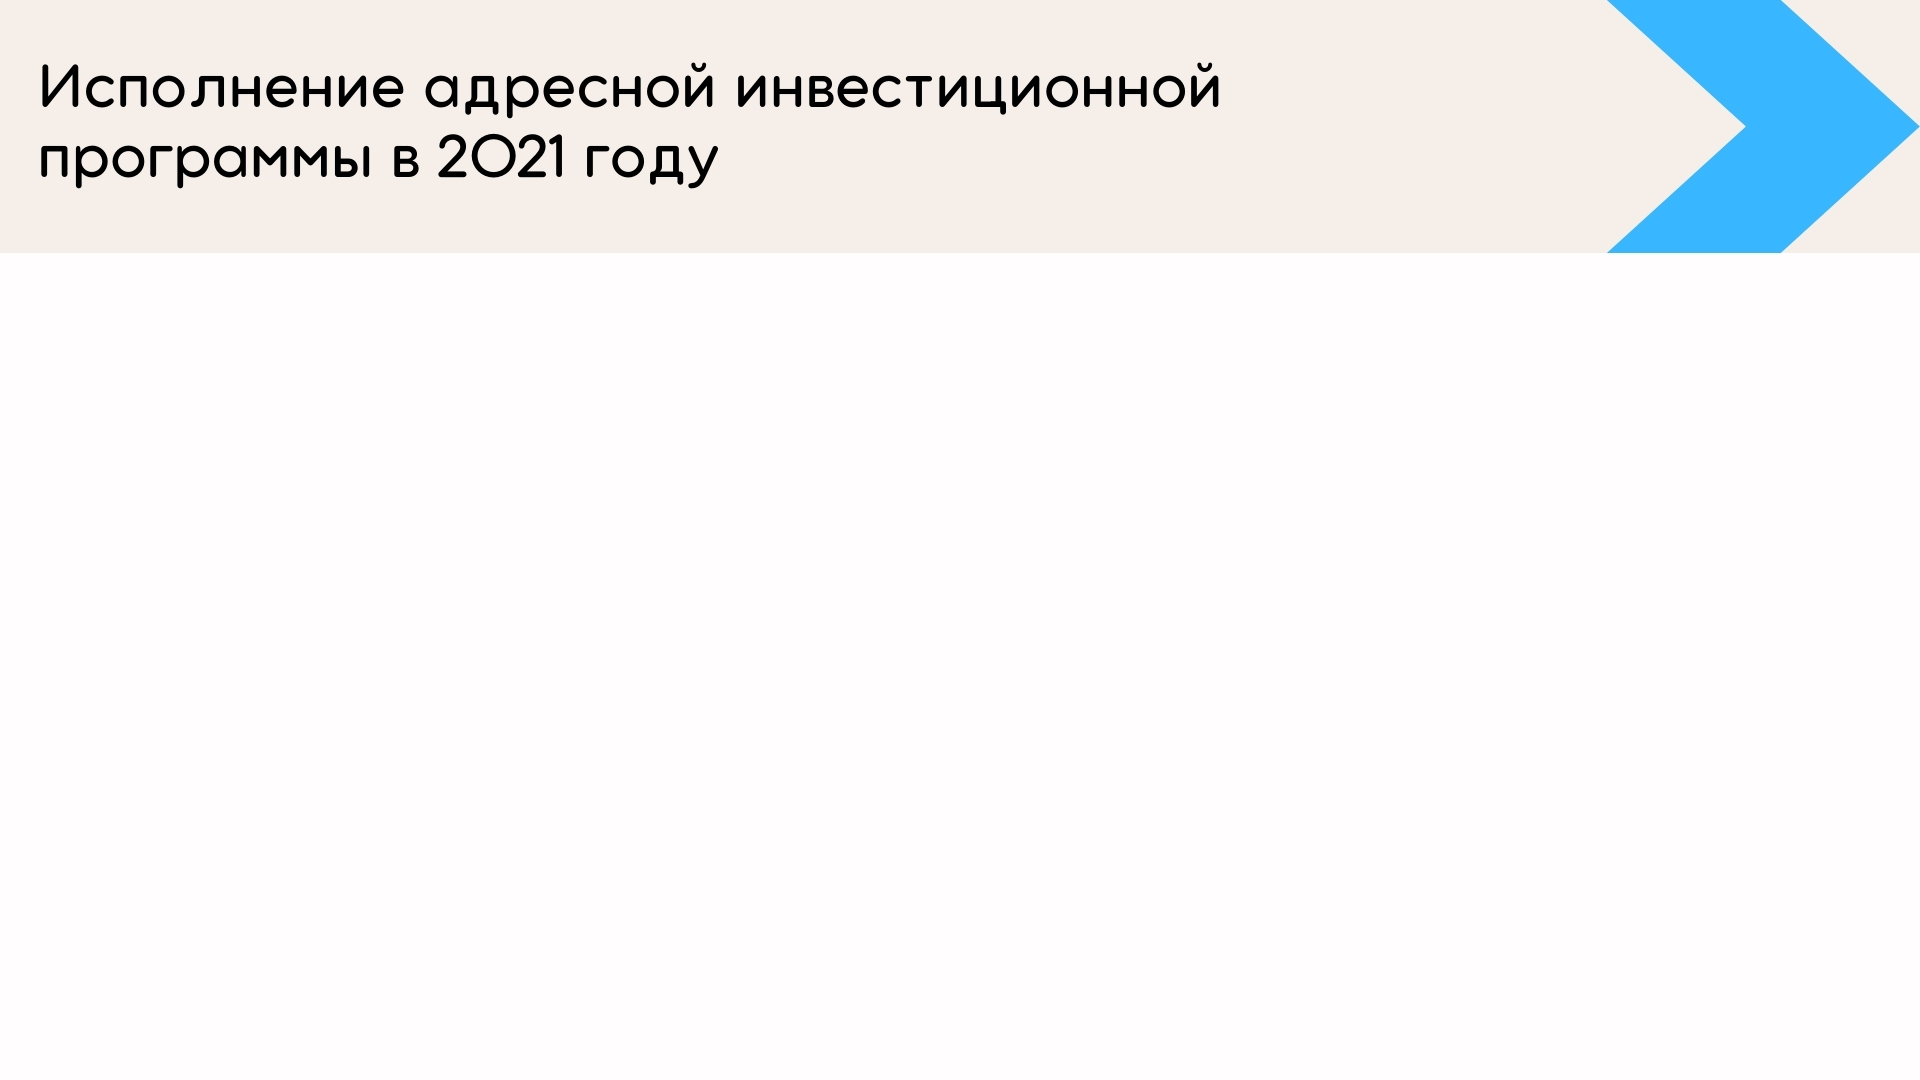 Исполнение адресной инвестиционной
программы в 2021 году